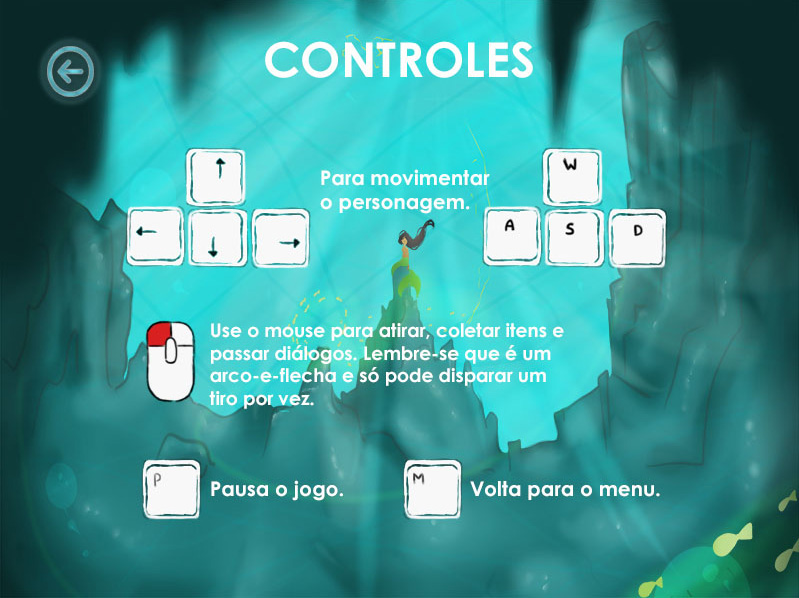 CONTROLES
Para movimentar
o personagem.
W
A S D
Use o mouse para atirar, coletar itens e
passar diálogos. Lembre-se que é um
arco-e-flecha e só pode disparar um
tiro por vez.
P
Pausa o jogo.
M
Volta para o menu.